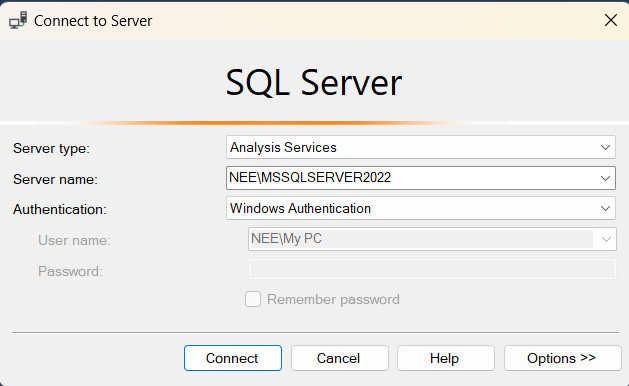 Connect to Server
SQL Server
Server type: Analysis Services
Server name: NEE\MSSQLSERVER2022
Authentication: Windows Authentication
User name: NEE\My PC
Password:
Remember password
Connect Cancel Help Options >>